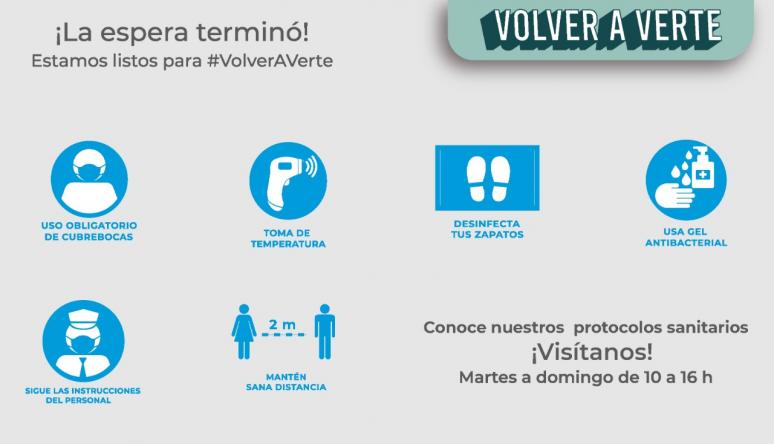 ¡La espera terminó!
Estamos listos para #VolverAVerte
VOLVER A VERTE
USO OBLIGATORIO
DE CUBREBOCAS
TOMA DE
TEMPERATURA
DESINFECTA
TUS ZAPATOS
USA GEL
ANTIBACTERIAL
SIGUE LAS INSTRUCCIONES
DEL PERSONAL
2 m
MANTÉN
SANA DISTANCIA
Conoce nuestros protocolos sanitarios
¡Visítanos!
Martes a domingo de 10 a 16 h